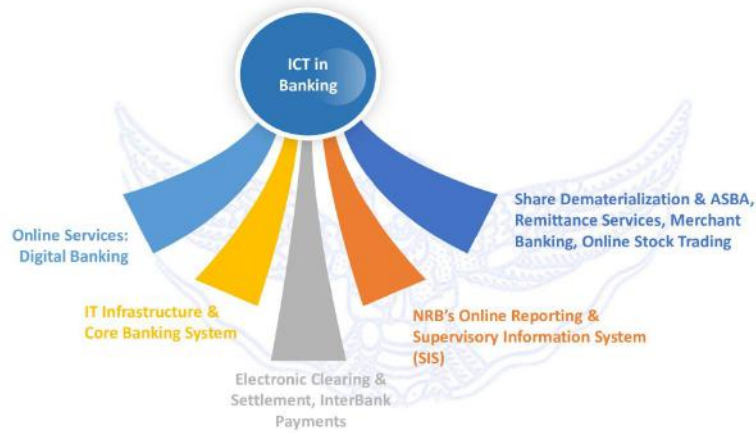 ICT in
Banking
Online Services:
Digital Banking
IT Infrastructure &
Core Banking System
Electronic Clearing &
Settlement, InterBank
Payments
NRB's Online Reporting &
Supervisory Information System
(SIS)
Share Dematerialization & ASBA,
Remittance Services, Merchant
Banking, Online Stock Trading